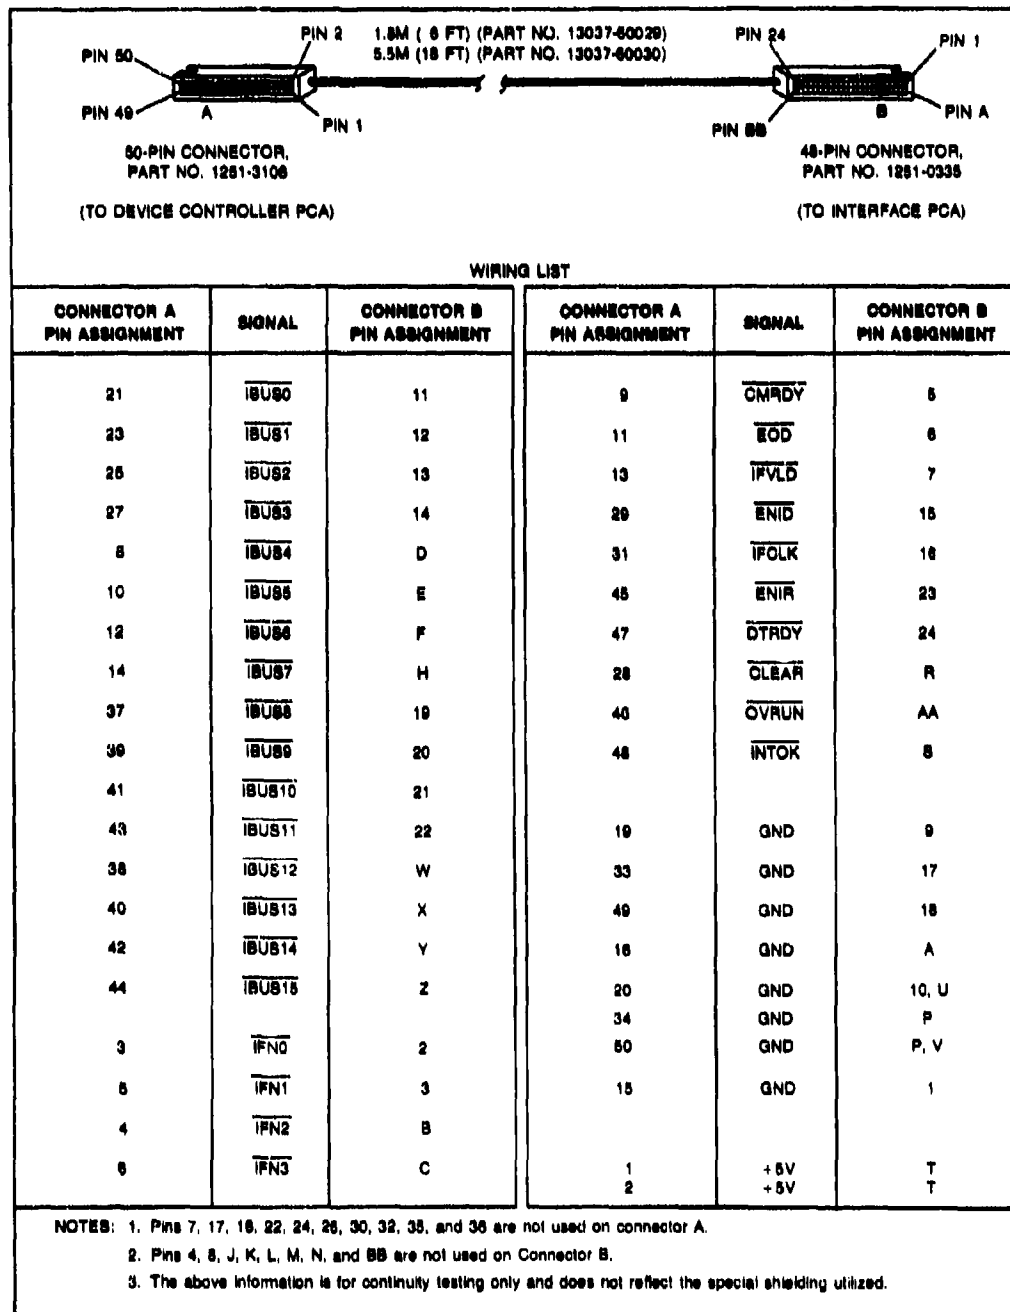 PIN 50
PIN 49
A
PIN 2
PIN 1
1.8M ( 6 FT) (PART NO. 13037-60029)
5.5M (18 FT) (PART NO. 13037-60030)
PIN 24
PIN BB
B
PIN 1
PIN A
50-PIN CONNECTOR,
PART NO. 1251-3106
(TO DEVICE CONTROLLER PCA)
48-PIN CONNECTOR,
PART NO. 1251-0335
(TO INTERFACE PCA)
WIRING LIST
CONNECTOR A PIN ASSIGNMENT SIGNAL CONNECTOR B PIN ASSIGNMENT
21 IBUS0 11
23 IBUS1 12
25 IBUS2 13
27 IBUS3 14
8 IBUS4 D
10 IBUS5 E
12 IBUS6 F
14 IBUS7 H
37 IBUS8 19
39 IBUS9 20
41 IBUS10 21
43 IBUS11 22
38 IBUS12 W
40 IBUS13 X
42 IBUS14 Y
44 IBUS15 Z
3 IFN0 2
5 IFN1 3
4 IFN2 B
6 IFN3 C
CONNECTOR A PIN ASSIGNMENT SIGNAL CONNECTOR B PIN ASSIGNMENT
9 CMRDY 5
11 EOD 6
13 IFVLD 7
29 ENID 15
31 IFCLK 16
45 ENIR 23
47 DTRDY 24
28 CLEAR R
46 OVRUN AA
48 INTOK S
19 GND 9
33 GND 17
49 GND 18
16 GND A
20 GND 10, U
34 GND P
50 GND P, V
15 GND 1
1 +5V T
2 +5V T
NOTES: 1. Pins 7, 17, 18, 22, 24, 26, 30, 32, 35, and 36 are not used on connector A.
2. Pins 4, 8, J, K, L, M, N, and BB are not used on Connector B.
3. The above information is for continuity testing only and does not reflect the special shielding utilized.